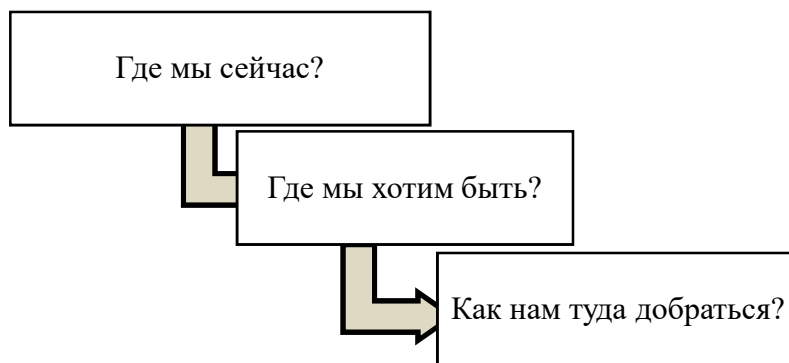 Где мы сейчас?
Где мы хотим быть?
Как нам туда добраться?